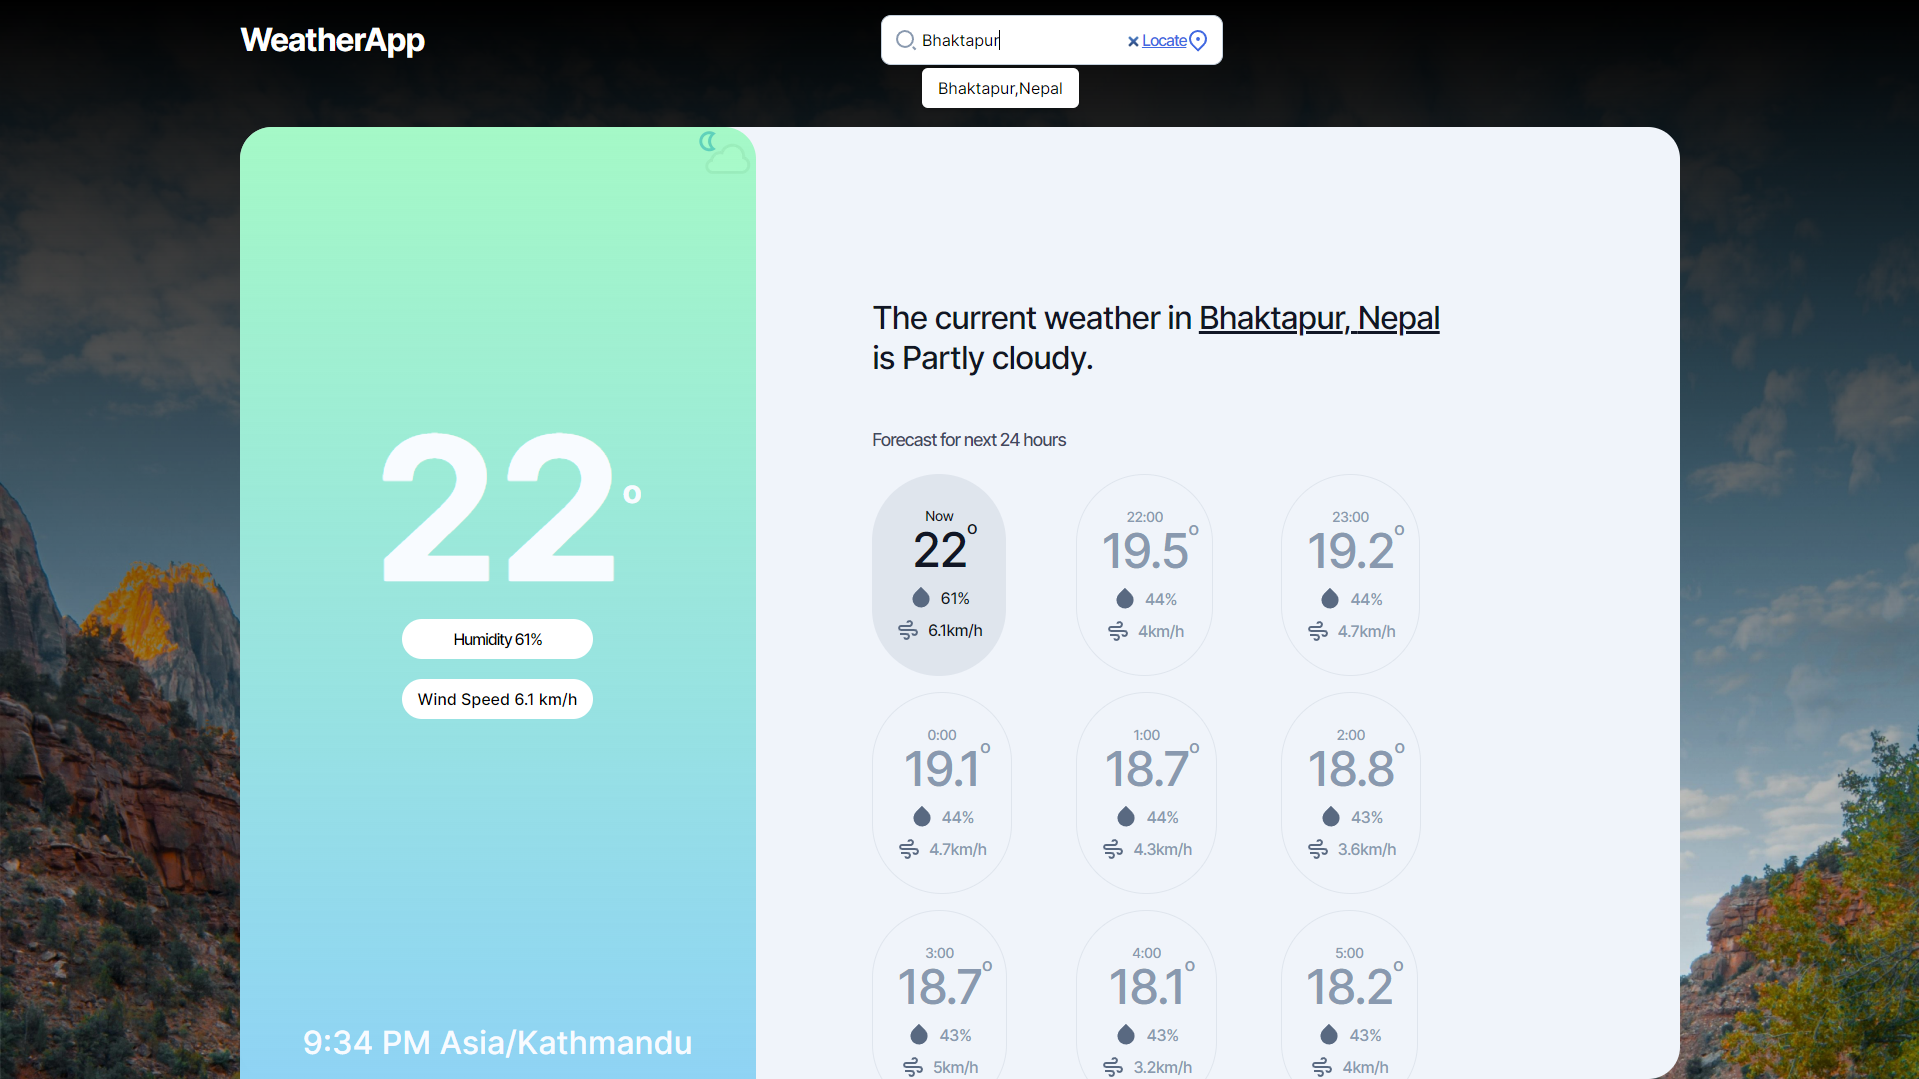 WeatherApp
Bhaktapur
Locate
Bhaktapur,Nepal
22°
Humidity 61%
Wind Speed 6.1 km/h
9:34 PM Asia/Kathmandu
The current weather in Bhaktapur, Nepal
is Partly cloudy.
Forecast for next 24 hours
Now
22°
61%
6.1km/h
22:00
19.5°
44%
4km/h
23:00
19.2°
44%
4.7km/h
0:00
19.1°
44%
4.7km/h
1:00
18.7°
44%
4.3km/h
2:00
18.8°
43%
3.6km/h
3:00
18.7°
43%
5km/h
4:00
18.1°
43%
3.2km/h
5:00
18.2°
43%
4km/h